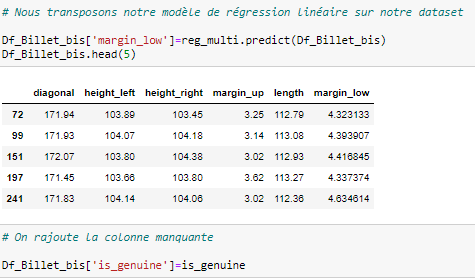 # Nous transposons notre modèle de régression linéaire sur notre dataset
Df_Billet_bis['margin_low']=reg_multi.predict(Df_Billet_bis)
Df_Billet_bis.head(5)
diagonal height_left height_right margin_up length margin_low
72 171.94 103.89 103.45 3.25 112.79 4.323133
99 171.93 104.07 104.18 3.14 113.08 4.393907
151 172.07 103.80 104.38 3.02 112.93 4.416845
197 171.45 103.66 103.80 3.62 113.27 4.337374
241 171.83 104.14 104.06 3.02 112.36 4.634614
# On rajoute la colonne manquante
Df_Billet_bis['is_genuine']=is_genuine